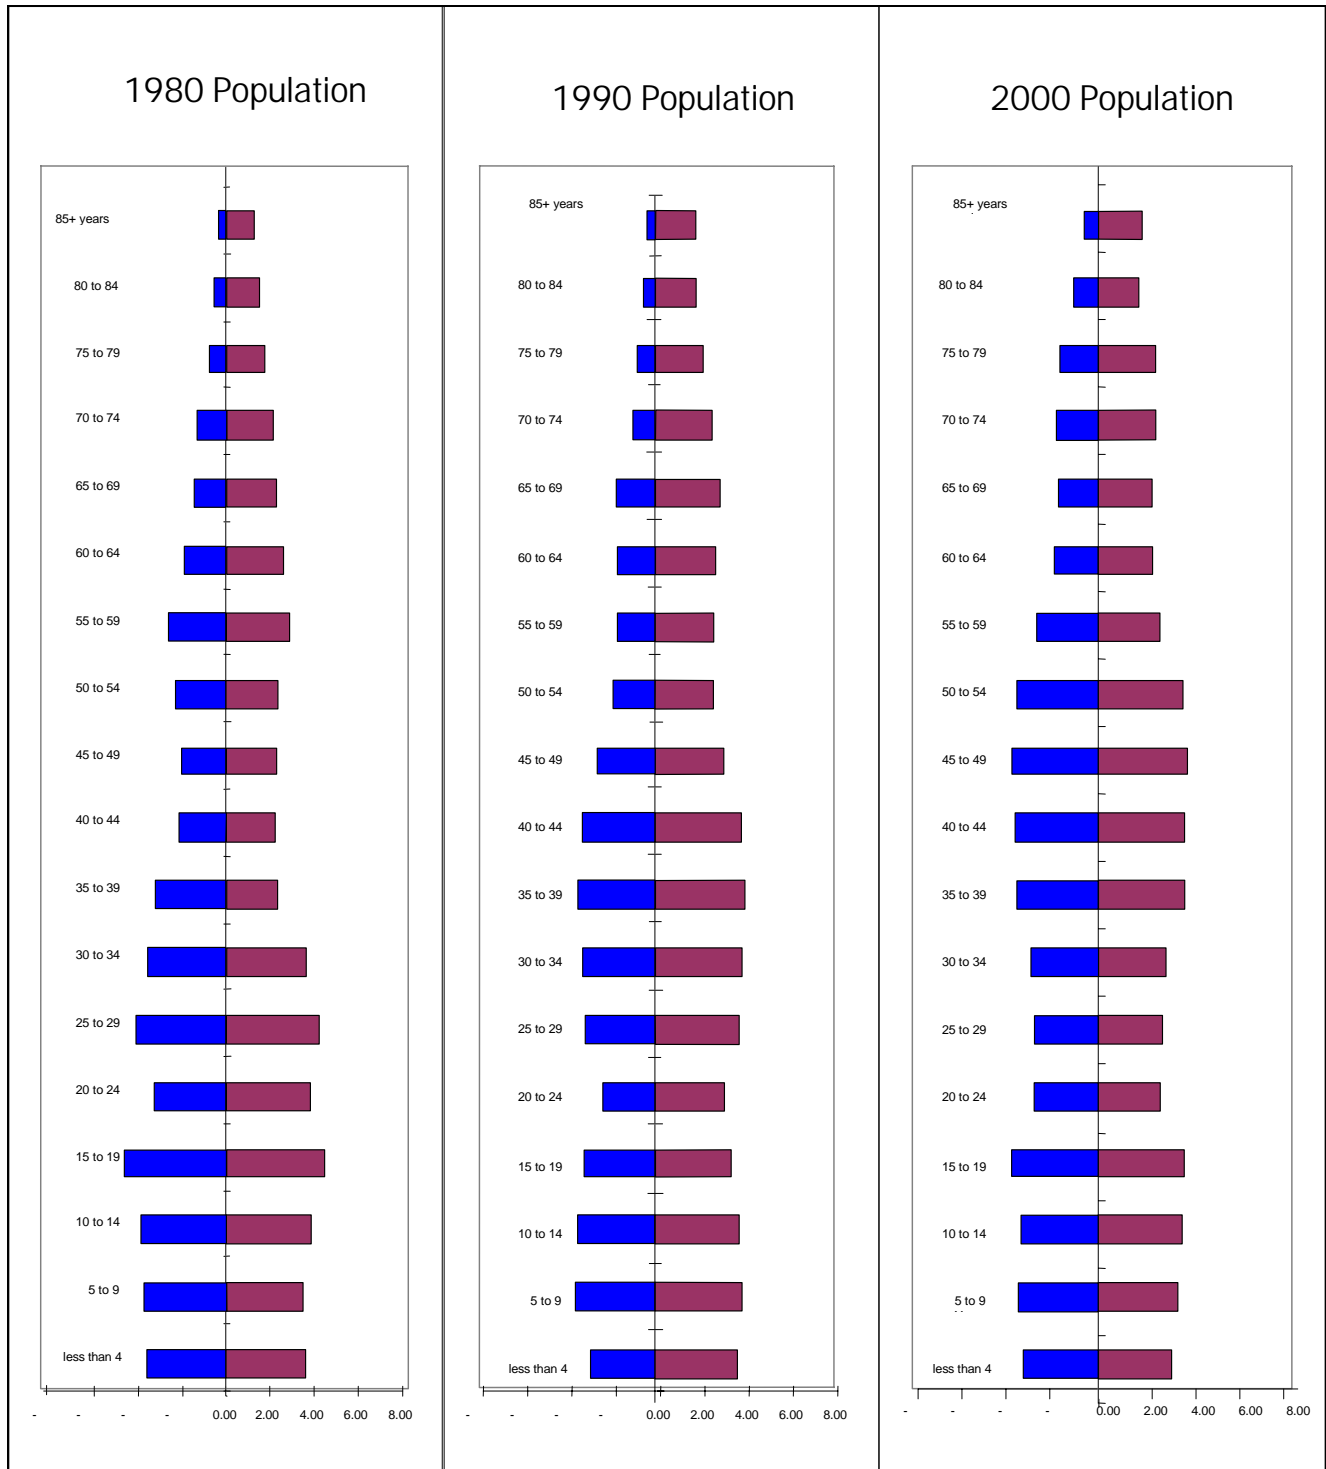 1980 Population
85+ years
80 to 84
75 to 79
70 to 74
65 to 69
60 to 64
55 to 59
50 to 54
45 to 49
40 to 44
35 to 39
30 to 34
25 to 29
20 to 24
15 to 19
10 to 14
5 to 9
less than 4
- - - - 0.00 2.00 4.00 6.00 8.00
1990 Population
85+ years
80 to 84
75 to 79
70 to 74
65 to 69
60 to 64
55 to 59
50 to 54
45 to 49
40 to 44
35 to 39
30 to 34
25 to 29
20 to 24
15 to 19
10 to 14
5 to 9
less than 4
- - - - 0.00 2.00 4.00 6.00 8.00
2000 Population
85+ years
80 to 84
75 to 79
70 to 74
65 to 69
60 to 64
55 to 59
50 to 54
45 to 49
40 to 44
35 to 39
30 to 34
25 to 29
20 to 24
15 to 19
10 to 14
5 to 9
less than 4
- - - - 0.00 2.00 4.00 6.00 8.00